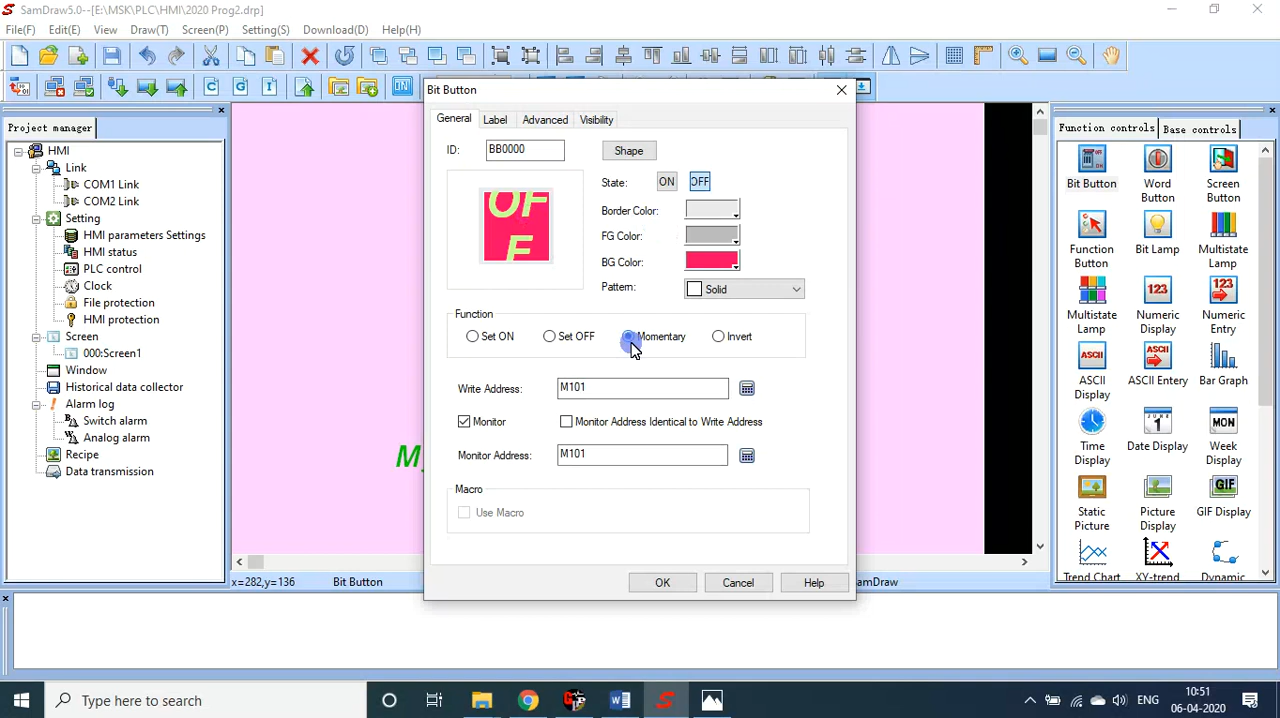 SamDraw5.0--[E:\MSK\PLC\HMI\2020 Prog2.drp]
File(F) Edit(E) View Draw(T) Screen(P) Setting(S) Download(D) Help(H)
C G I ON
Project manager
HMI
Link
COM1 Link
COM2 Link
Setting
HMI parameters Settings
HMI status
PLC control
Clock
File protection
HMI protection
Screen
000:Screen1
Window
Historical data collector
Alarm log
Switch alarm
Analog alarm
Recipe
Data transmission
M
Bit Button
General Label Advanced Visibility
ID: BB0000 Shape
OF
F
State: ON OFF
Border Color:
FG Color:
BG Color:
Pattern: Solid
Function
Set ON Set OFF Momentary Invert
Write Address: M101
Monitor Monitor Address Identical to Write Address
Monitor Address: M101
Macro
Use Macro
OK Cancel Help
Function controls Base controls
Bit Button Word Button Screen Button
Function Button Bit Lamp Multistate Lamp
Multistate Lamp Numeric Display Numeric Entry
ASCII Display ASCII Entery Bar Graph
Time Display Date Display Week Display
Static Picture Picture Display GIF Display
Trend Chart XY-trend Dynamic
x=282,y=136 Bit Button amDraw
Type here to search
ENG
10:51
06-04-2020